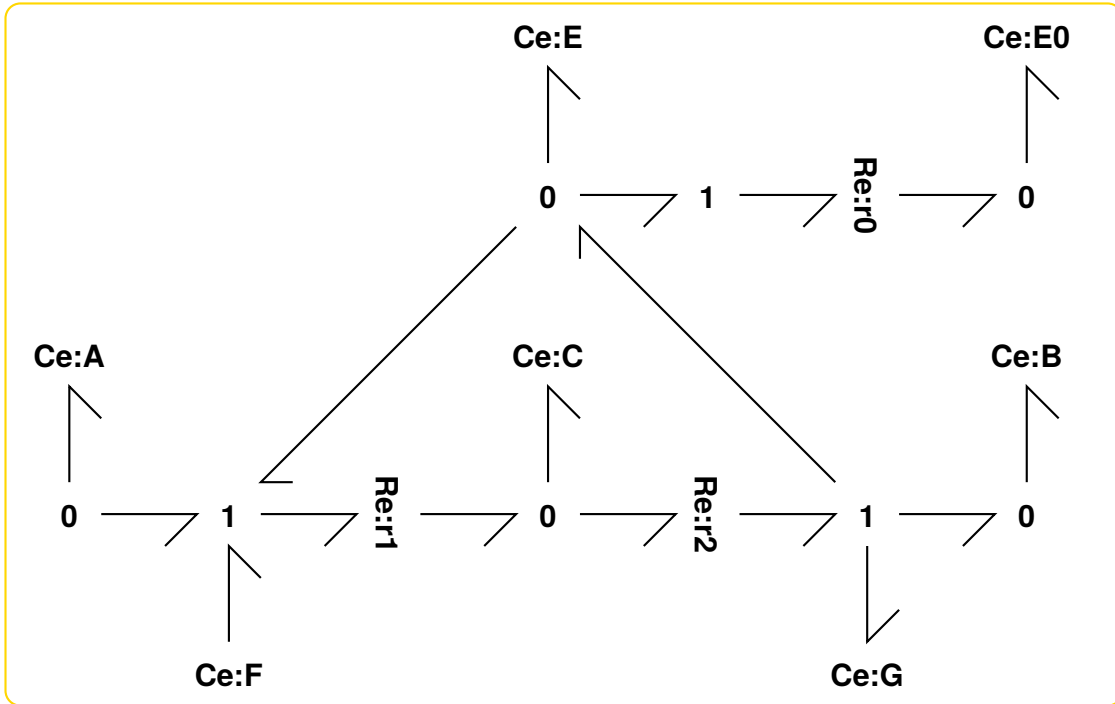 Ce:E Ce:E0
0 1 Re:r0 0
Ce:A Ce:C Ce:B
0 1 Re:r1 0 Re:r2 1 0
Ce:F Ce:G